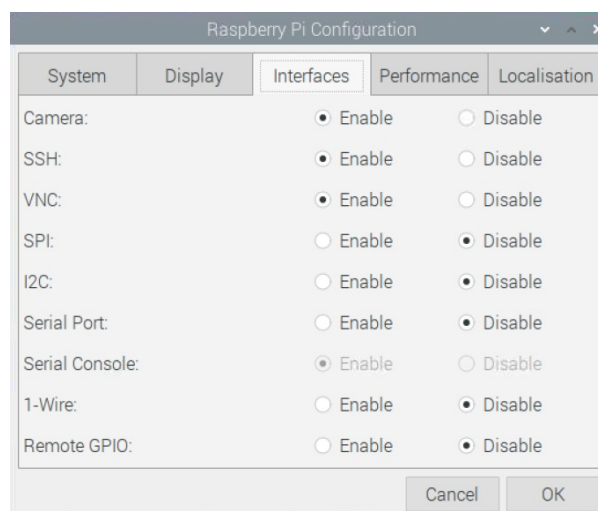 Raspberry Pi Configuration
System Display Interfaces Performance Localisation
Camera: Enable Disable
SSH: Enable Disable
VNC: Enable Disable
SPI: Enable Disable
I2C: Enable Disable
Serial Port: Enable Disable
Serial Console: Enable Disable
1-Wire: Enable Disable
Remote GPIO: Enable Disable
Cancel OK